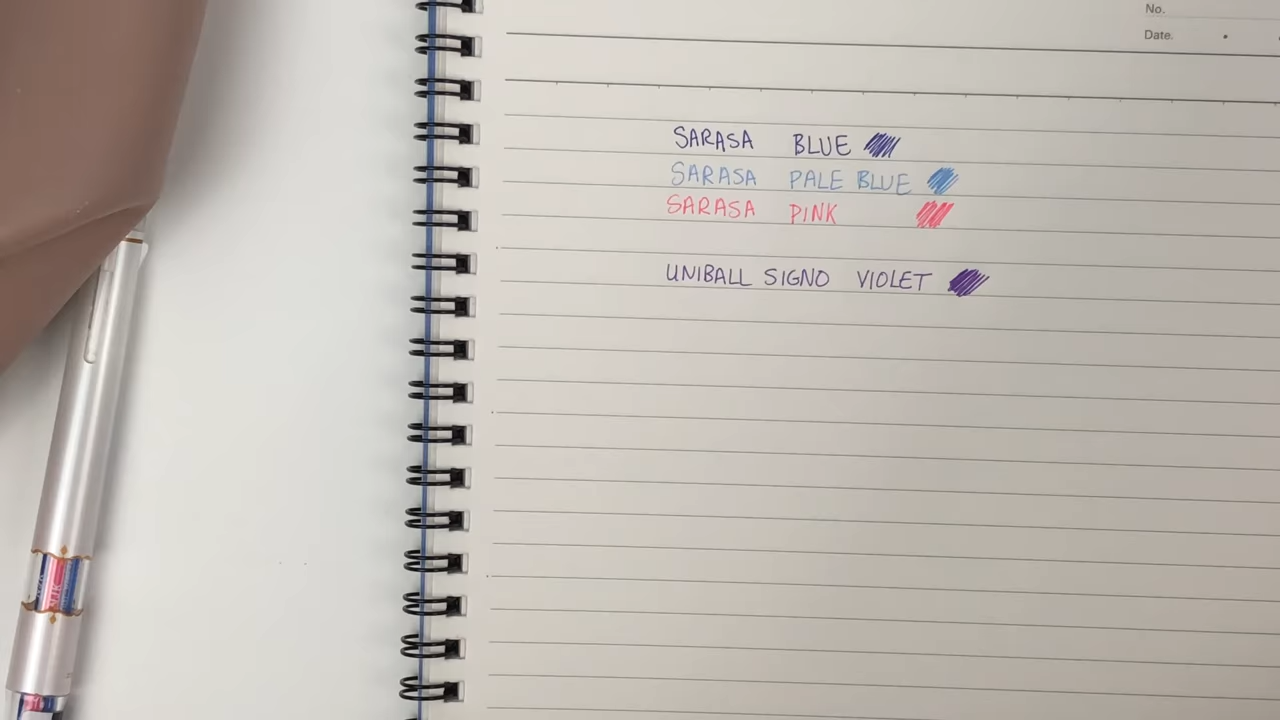 No.
Date.
SARASA BLUE
SARASA PALE BLUE
SARASA PINK
UNIBALL SIGNO VIOLET